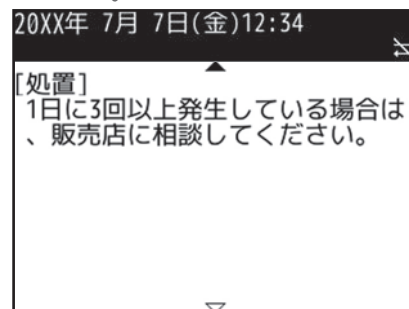 20XX年 7月 7日(金)12:34
[処置]
1日に3回以上発生している場合は
、販売店に相談してください。